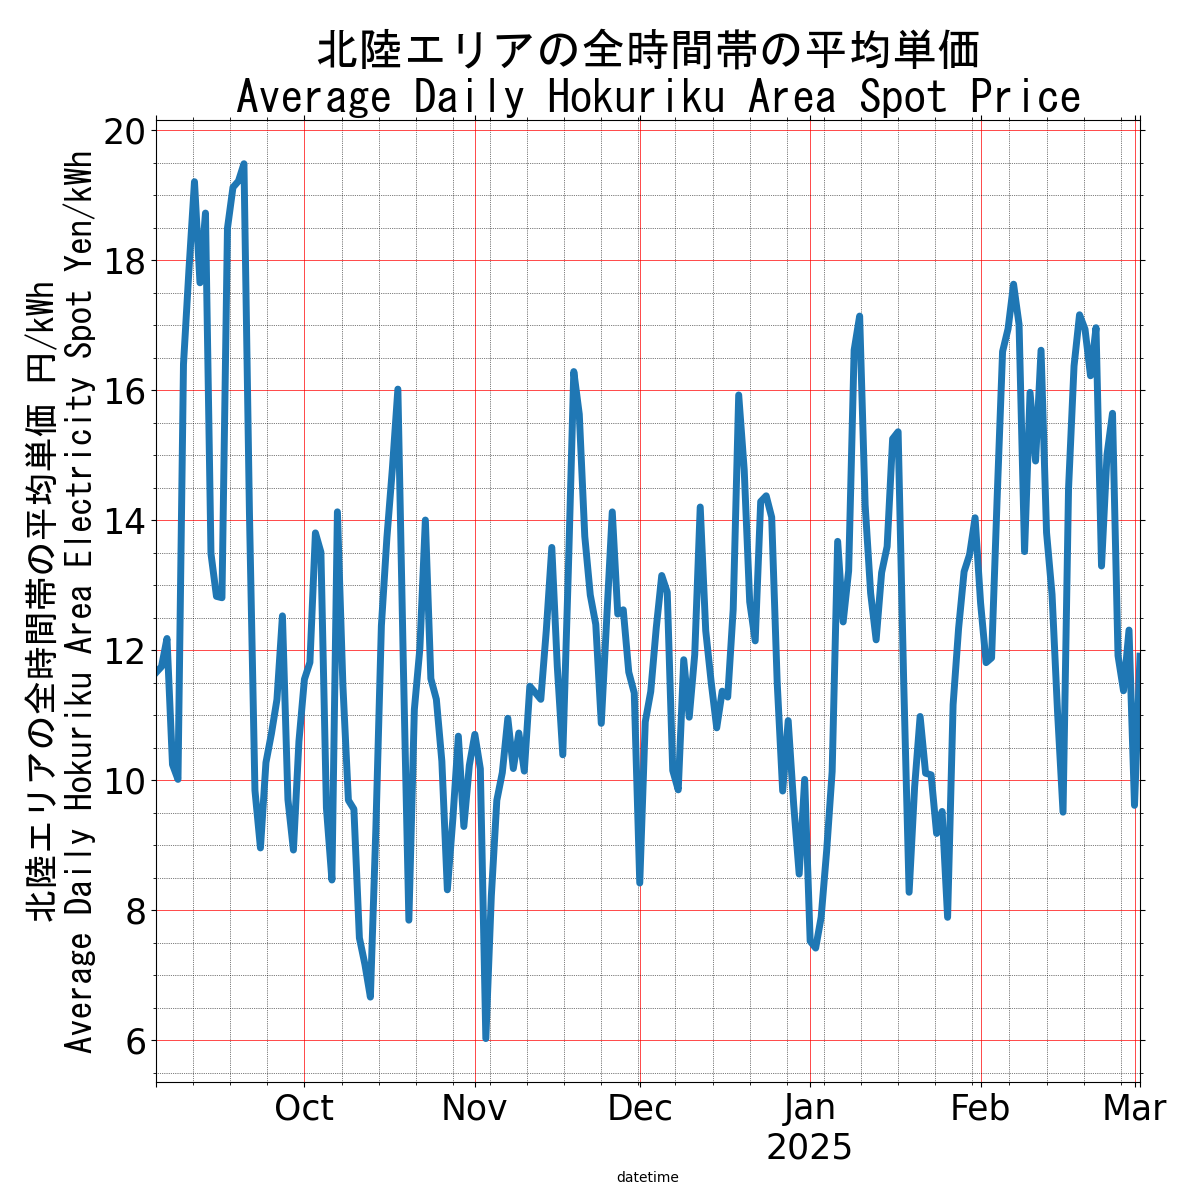 北陸エリアの全時間帯の平均単価
Average Daily Hokuriku Area Spot Price
北陸エリアの全時間帯の平均単価 円/kWh
Average Daily Hokuriku Area Electricity Spot Yen/kWh
20
18
16
14
12
10
8
6
Oct Nov Dec Jan Feb Mar
2025
datetime